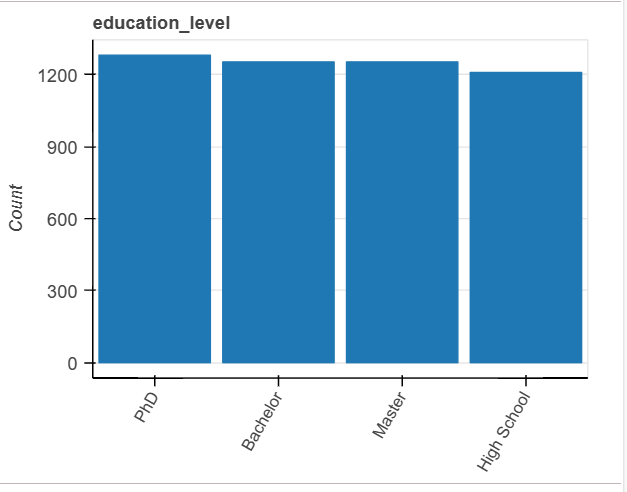 education_level
Count
1200
900
600
300
0
PhD
Bachelor
Master
High School